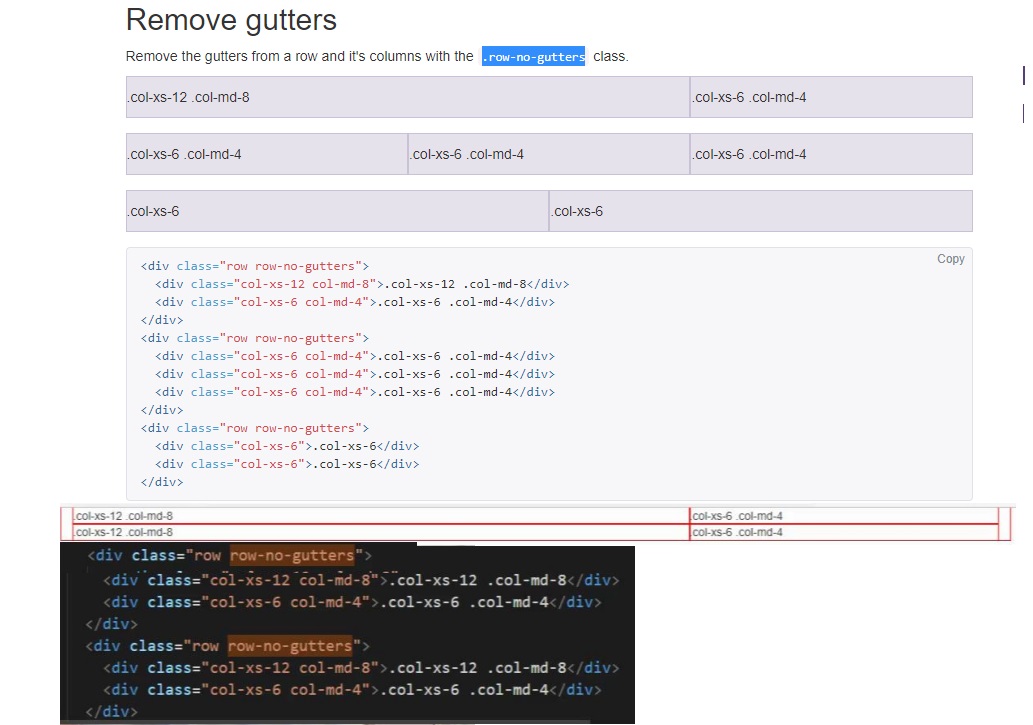 Remove gutters
Remove the gutters from a row and it's columns with the .row-no-gutters class.
.col-xs-12 .col-md-8 .col-xs-6 .col-md-4
.col-xs-6 .col-md-4 .col-xs-6 .col-md-4 .col-xs-6 .col-md-4
.col-xs-6 .col-xs-6
Copy
<div class="row row-no-gutters">
<div class="col-xs-12 col-md-8">.col-xs-12 .col-md-8</div>
<div class="col-xs-6 col-md-4">.col-xs-6 .col-md-4</div>
</div>
<div class="row row-no-gutters">
<div class="col-xs-6 col-md-4">.col-xs-6 .col-md-4</div>
<div class="col-xs-6 col-md-4">.col-xs-6 .col-md-4</div>
<div class="col-xs-6 col-md-4">.col-xs-6 .col-md-4</div>
</div>
<div class="row row-no-gutters">
<div class="col-xs-6">.col-xs-6</div>
<div class="col-xs-6">.col-xs-6</div>
</div>
.col-xs-12 .col-md-8 .col-xs-6 .col-md-4
.col-xs-12 .col-md-8 .col-xs-6 .col-md-4
<div class="row row-no-gutters">
<div class="col-xs-12 col-md-8">.col-xs-12 .col-md-8</div>
<div class="col-xs-6 col-md-4">.col-xs-6 .col-md-4</div>
</div>
<div class="row row-no-gutters">
<div class="col-xs-12 col-md-8">.col-xs-12 .col-md-8</div>
<div class="col-xs-6 col-md-4">.col-xs-6 .col-md-4</div>
</div>